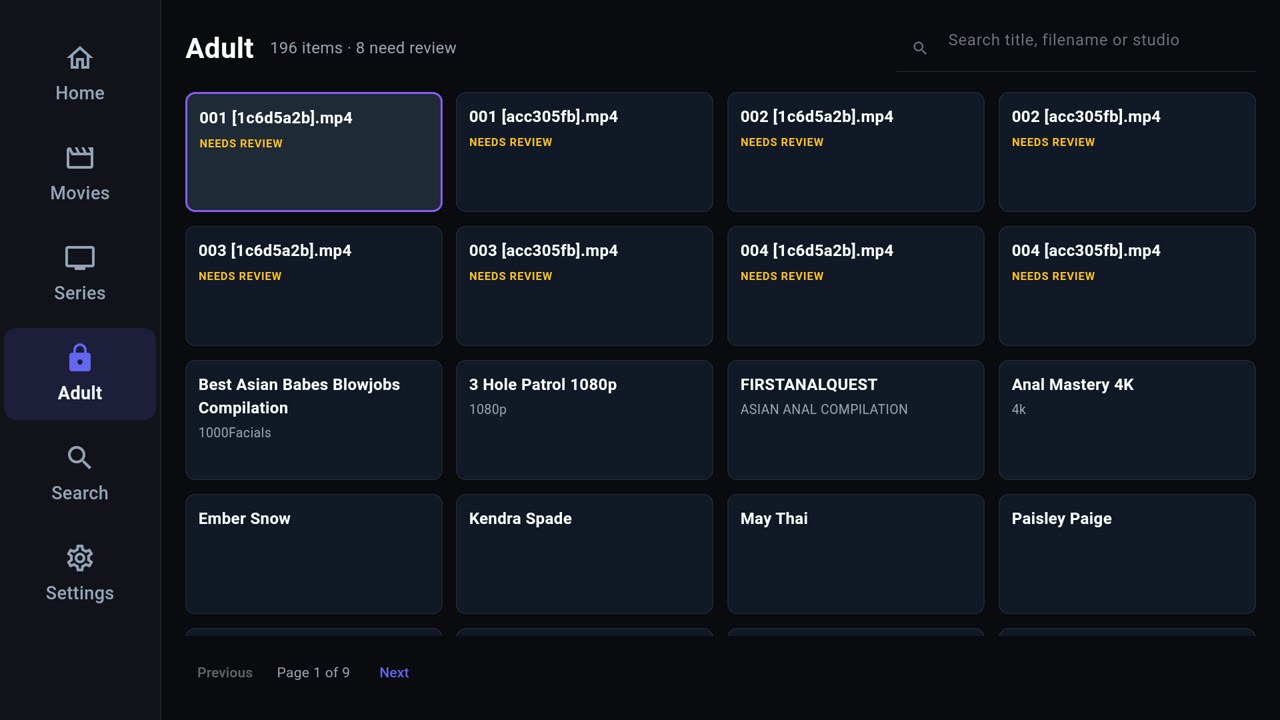 Home
Movies
Series
Adult
Search
Settings
Adult
196 items · 8 need review
Search title, filename or studio
001 [1c6d5a2b].mp4
NEEDS REVIEW
001 [acc305fb].mp4
NEEDS REVIEW
002 [1c6d5a2b].mp4
NEEDS REVIEW
002 [acc305fb].mp4
NEEDS REVIEW
003 [1c6d5a2b].mp4
NEEDS REVIEW
003 [acc305fb].mp4
NEEDS REVIEW
004 [1c6d5a2b].mp4
NEEDS REVIEW
004 [acc305fb].mp4
NEEDS REVIEW
Best Asian Babes Blowjobs
Compilation
1000Facials
3 Hole Patrol 1080p
1080p
FIRSTANALQUEST
ASIAN ANAL COMPILATION
Anal Mastery 4K
4k
Ember Snow
Kendra Spade
May Thai
Paisley Paige
Previous
Page 1 of 9
Next